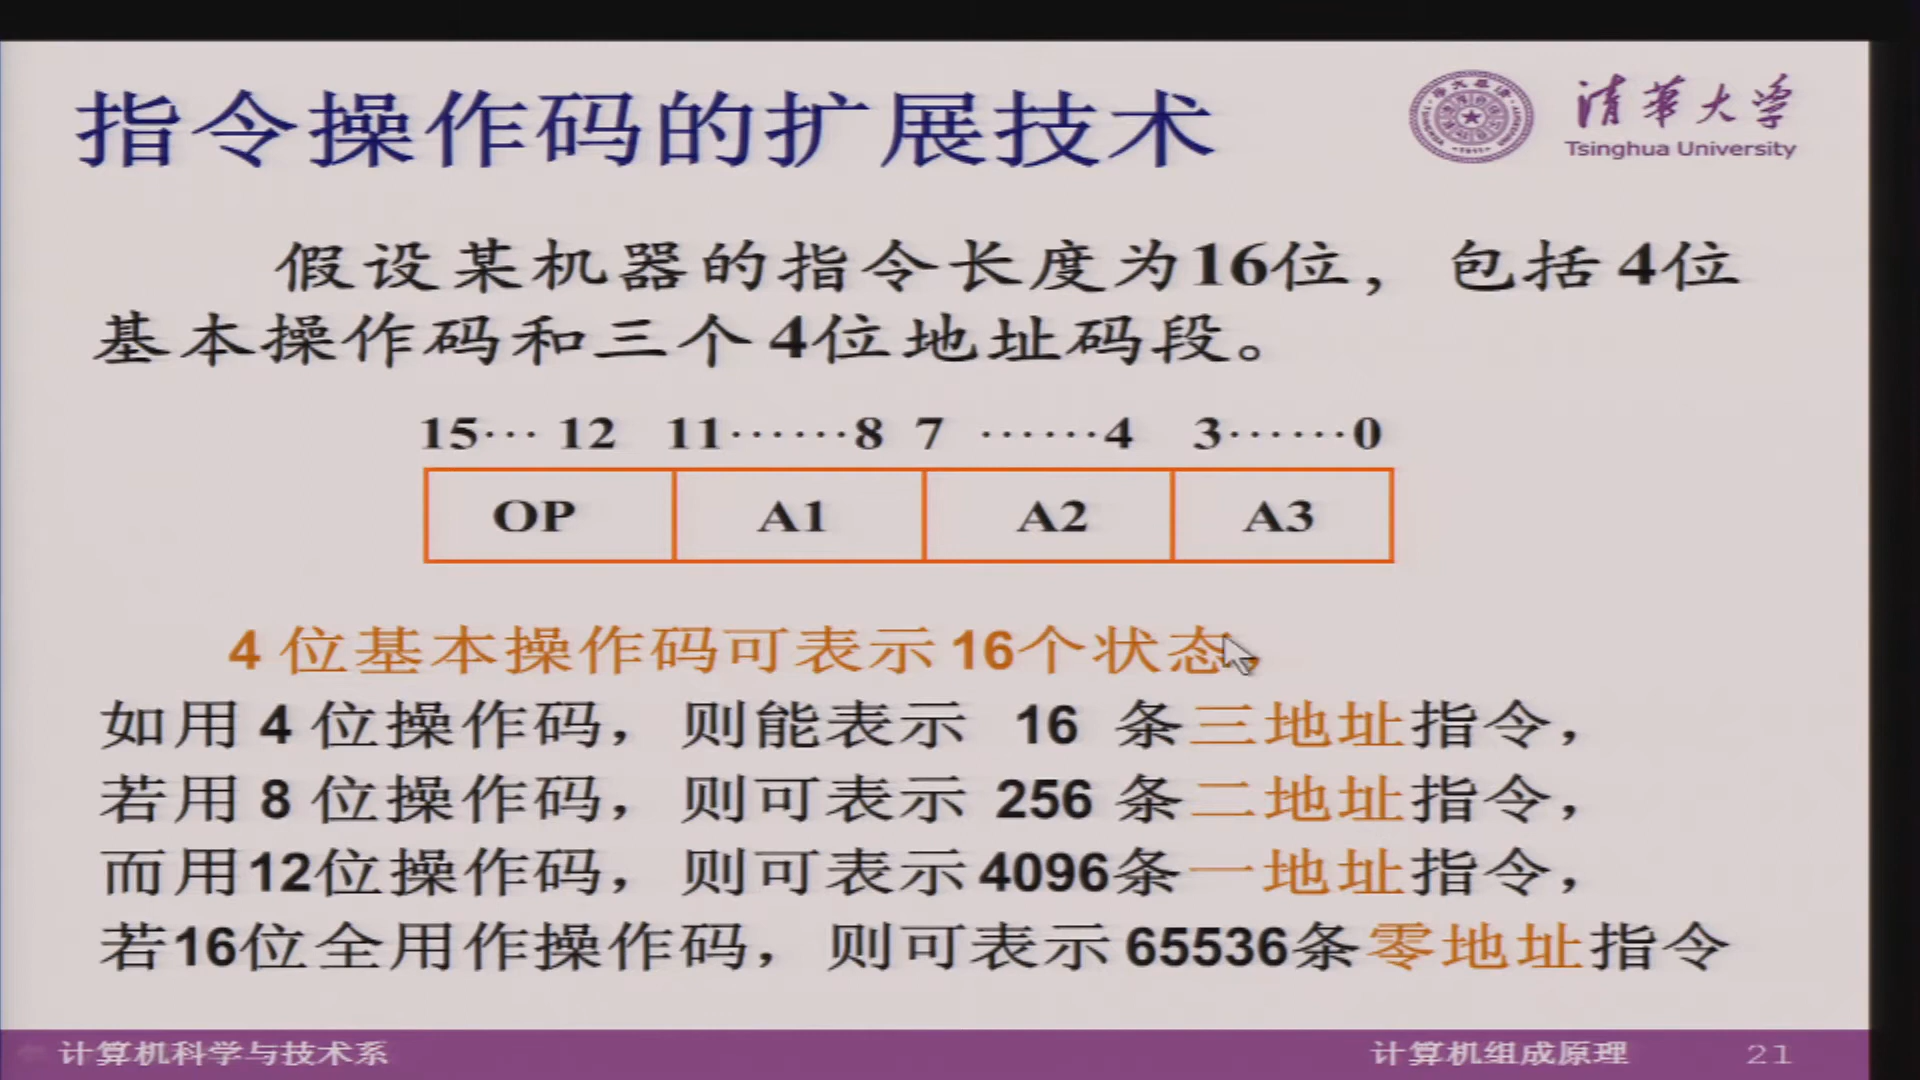 指令操作码的扩展技术
清华大学
Tsinghua University
假设某机器的指令长度为16位，包括4位
基本操作码和三个4位地址码段。
15… 12 11……8 7 ……4 3……0
OP A1 A2 A3
4 位基本操作码可表示16个状态
如用 4 位操作码，则能表示 16 条三地址指令，
若用 8 位操作码，则可表示 256 条二地址指令，
而用12位操作码，则可表示4096条一地址指令，
若16位全用作操作码，则可表示65536条零地址指令
计算机科学与技术系
计算机组成原理 21